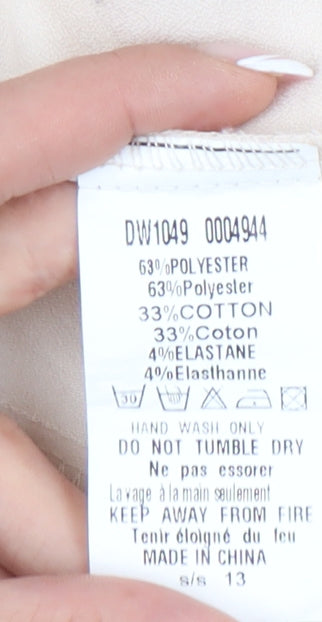 DW1049 0004944
63%POLYESTER
63%Polyester
33%COTTON
33%Coton
4%ELASTANE
4%Elasthanne
30
HAND WASH ONLY
DO NOT TUMBLE DRY
Ne pas essorer
Lavage à la main seulement
KEEP AWAY FROM FIRE
Tenir éloigné du feu
MADE IN CHINA
s/s 13